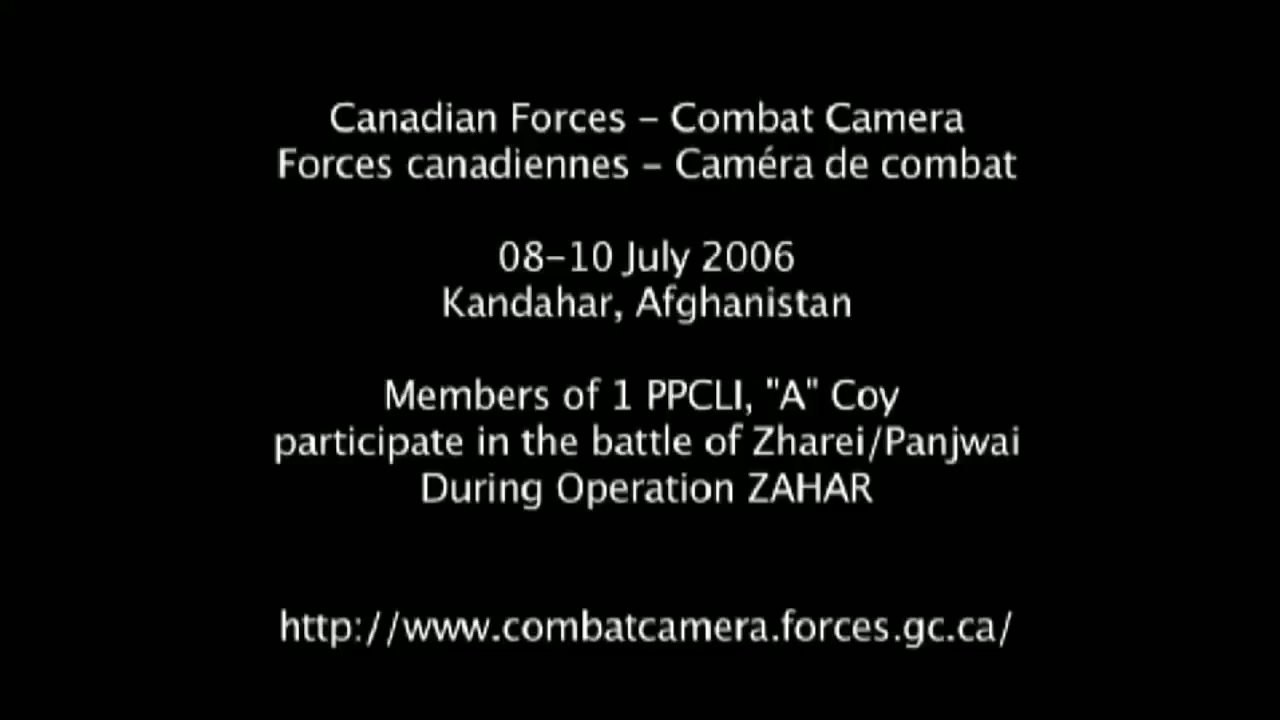 Canadian Forces – Combat Camera
Forces canadiennes – Caméra de combat
08–10 July 2006
Kandahar, Afghanistan
Members of 1 PPCLI, "A" Coy
participate in the battle of Zharei/Panjwai
During Operation ZAHAR
http://www.combatcamera.forces.gc.ca/